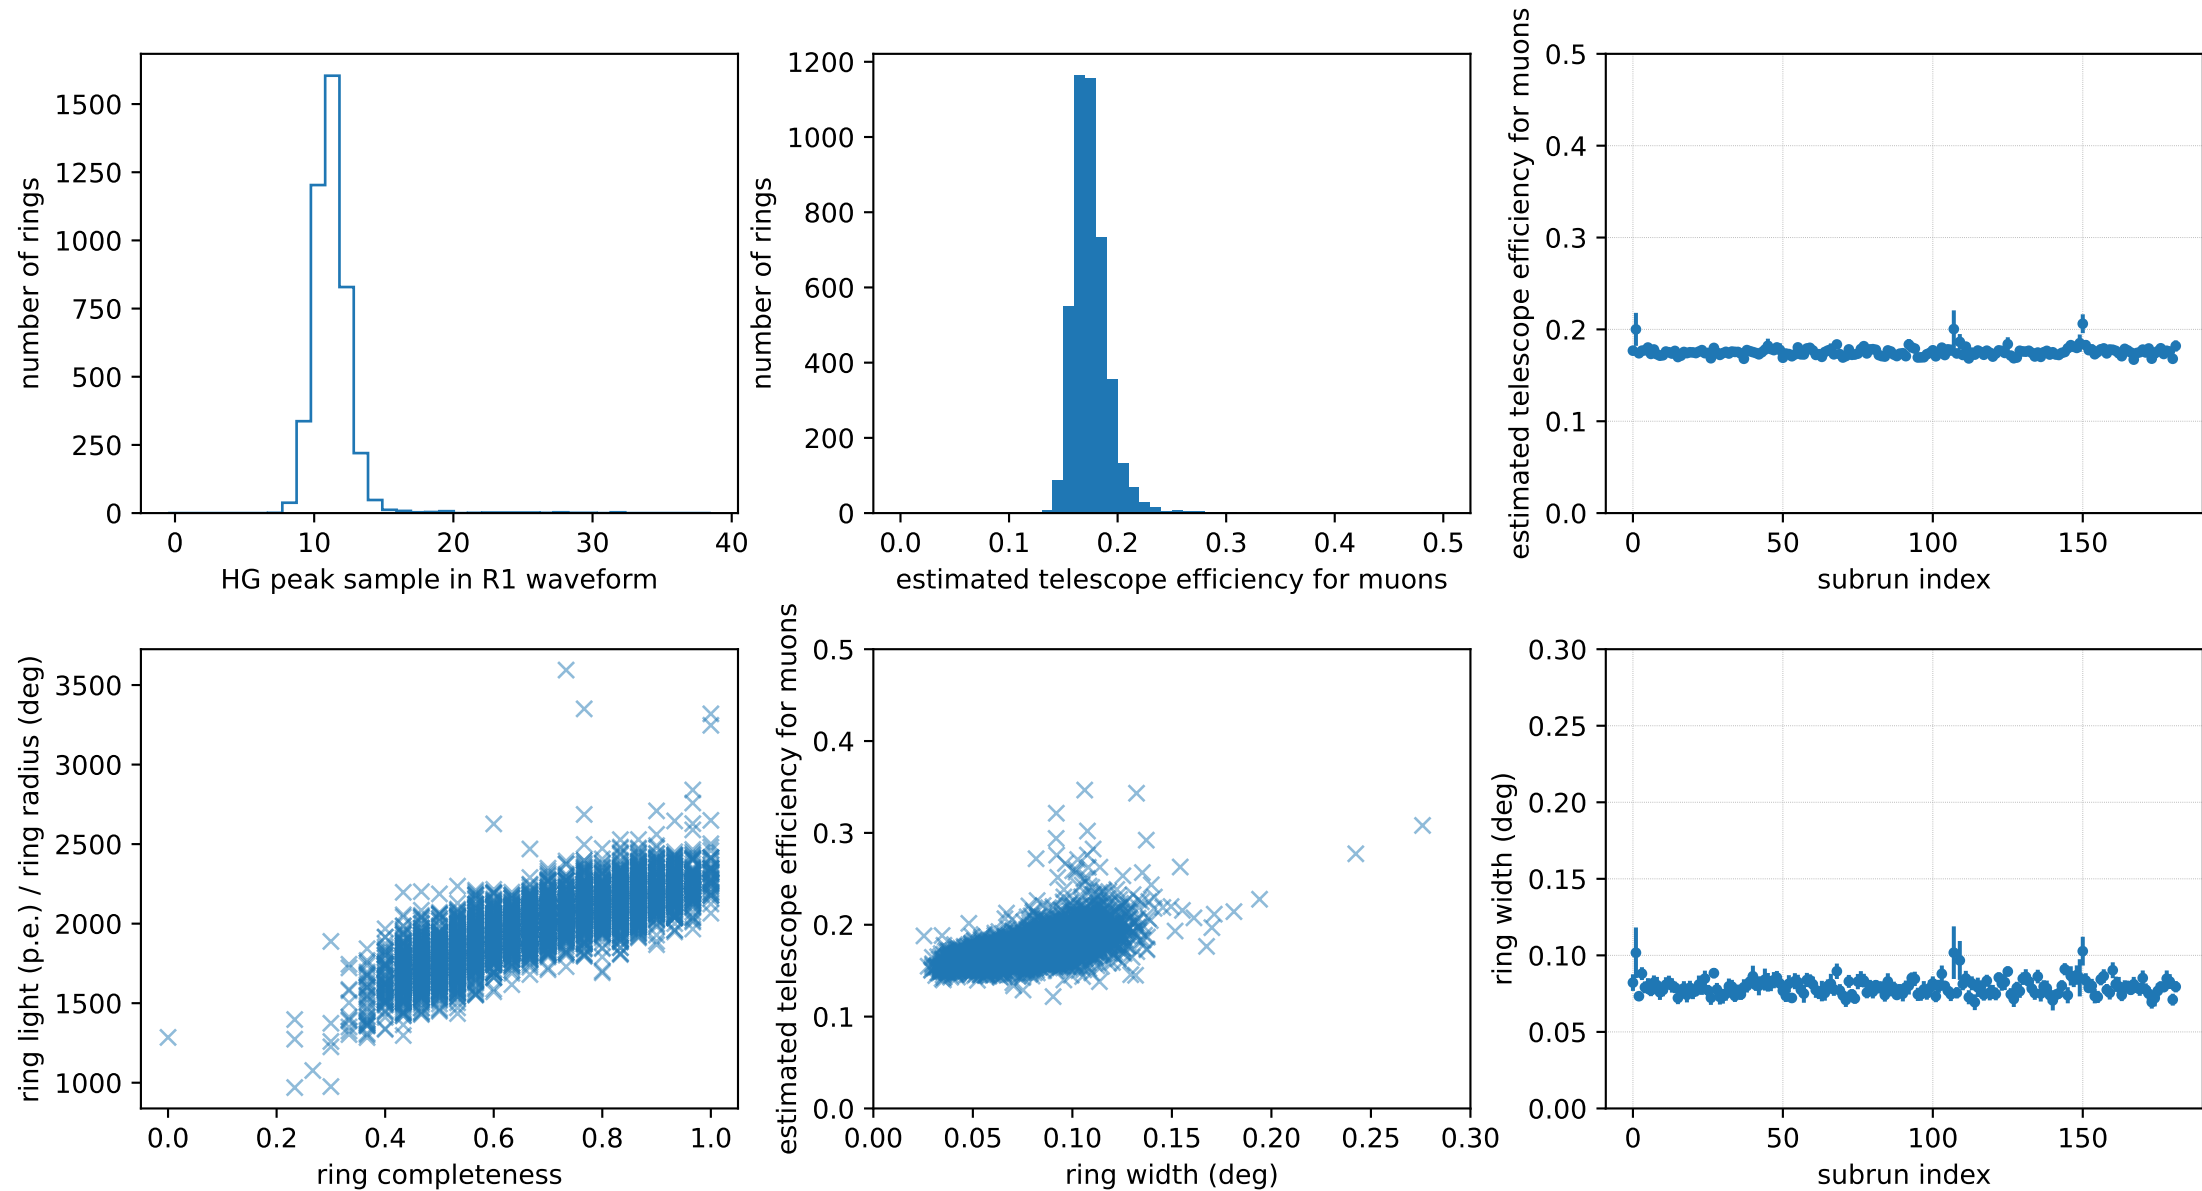 number of rings
1500
1250
1000
750
500
250
0
0 10 20 30 40
HG peak sample in R1 waveform
number of rings
1200
1000
800
600
400
200
0
0.0 0.1 0.2 0.3 0.4 0.5
estimated telescope efficiency for muons
estimated telescope efficiency for muons
0.5
0.4
0.3
0.2
0.1
0.0
0 50 100 150
subrun index
ring light (p.e.) / ring radius (deg)
3500
3000
2500
2000
1500
1000
0.0 0.2 0.4 0.6 0.8 1.0
ring completeness
estimated telescope efficiency for muons
0.5
0.4
0.3
0.2
0.1
0.0
0.00 0.05 0.10 0.15 0.20 0.25 0.30
ring width (deg)
ring width (deg)
0.30
0.25
0.20
0.15
0.10
0.05
0.00
0 50 100 150
subrun index